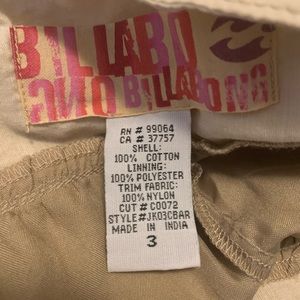 BILLABO
ONG BILLABONG
RN # 99064
CA # 37757
SHELL:
100% COTTON
LINNING:
100% POLYESTER
TRIM FABRIC:
100% NYLON
CUT # C0072
STYLE#JK03CBAR
MADE IN INDIA
3